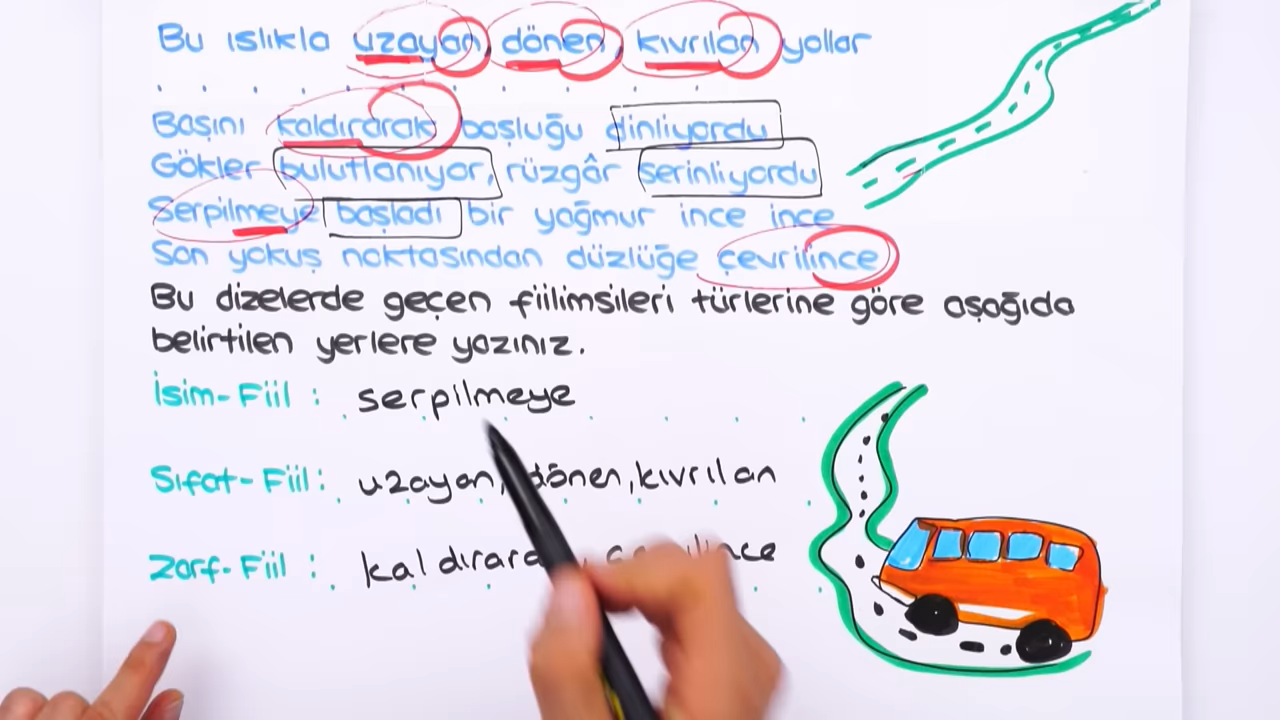 Bu ıslıkla uzayan, dönen, kıvrılan yollar
Başını kaldırarak boşluğu dinliyordu
Gökler bulutlanıyor, rüzgâr serinliyordu
Serpilmeye başladı bir yağmur ince ince
Son yokuş noktasından düzlüğe çevrilince
Bu dizelerde geçen fiilimsileri türlerine göre aşağıda
belirtilen yerlere yazınız.
İsim-Fiil : serpilmeye
Sıfat-Fiil : uzayan, dönen, kıvrılan
Zarf-Fiil :